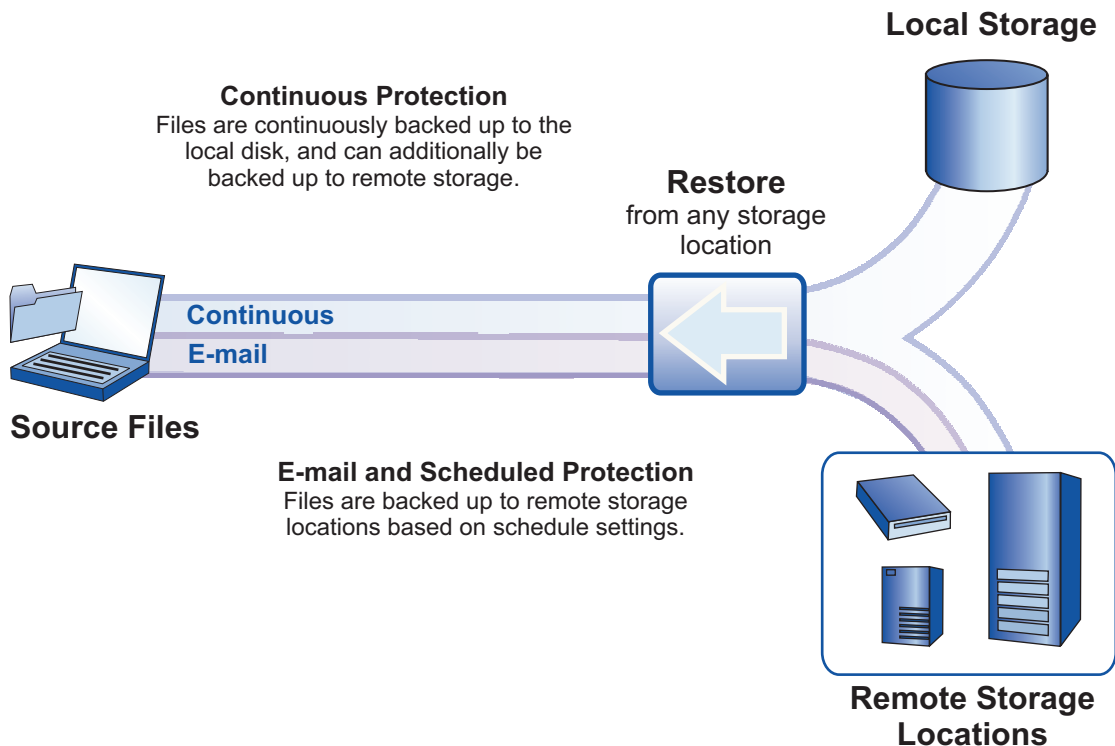 Local Storage
Continuous Protection
Files are continuously backed up to the
local disk, and can additionally be
backed up to remote storage.
Restore
from any storage
location
Continuous
E-mail
Source Files
E-mail and Scheduled Protection
Files are backed up to remote storage
locations based on schedule settings.
Remote Storage
Locations